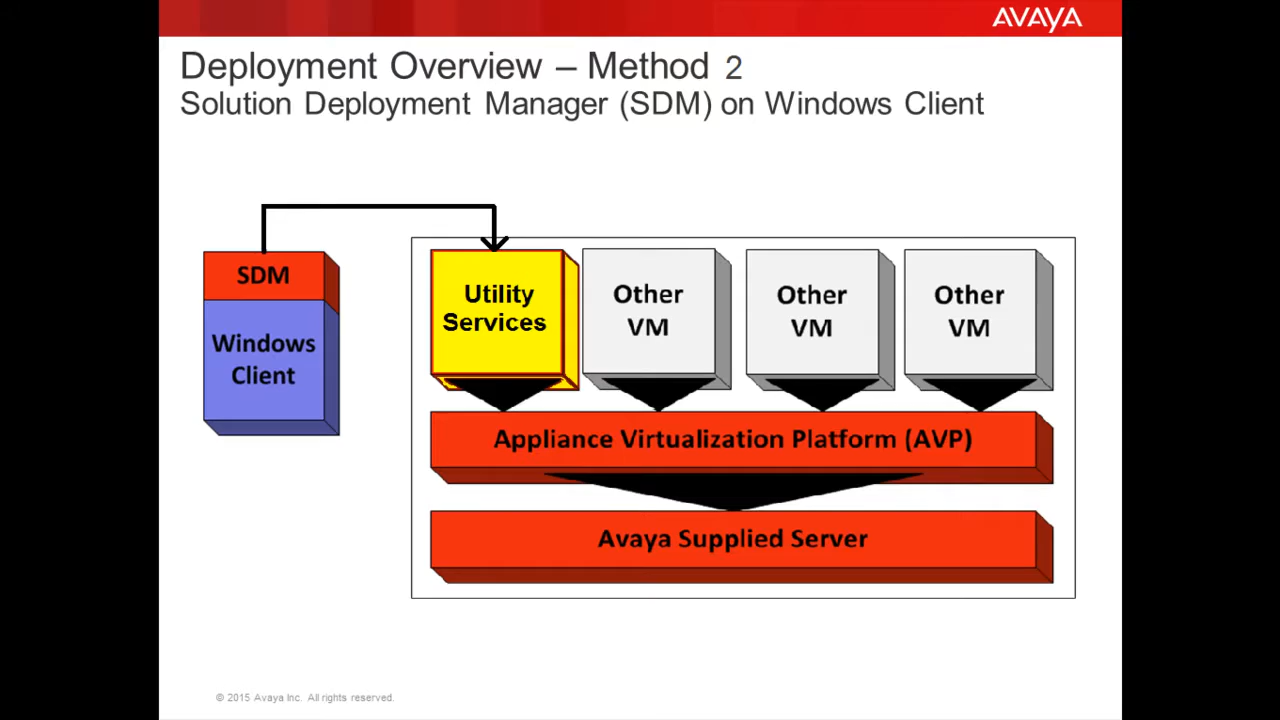 AVAYA
Deployment Overview – Method 2
Solution Deployment Manager (SDM) on Windows Client
SDM
Windows
Client
Utility
Services
Other
VM
Other
VM
Other
VM
Appliance Virtualization Platform (AVP)
Avaya Supplied Server
© 2015 Avaya Inc. All rights reserved.